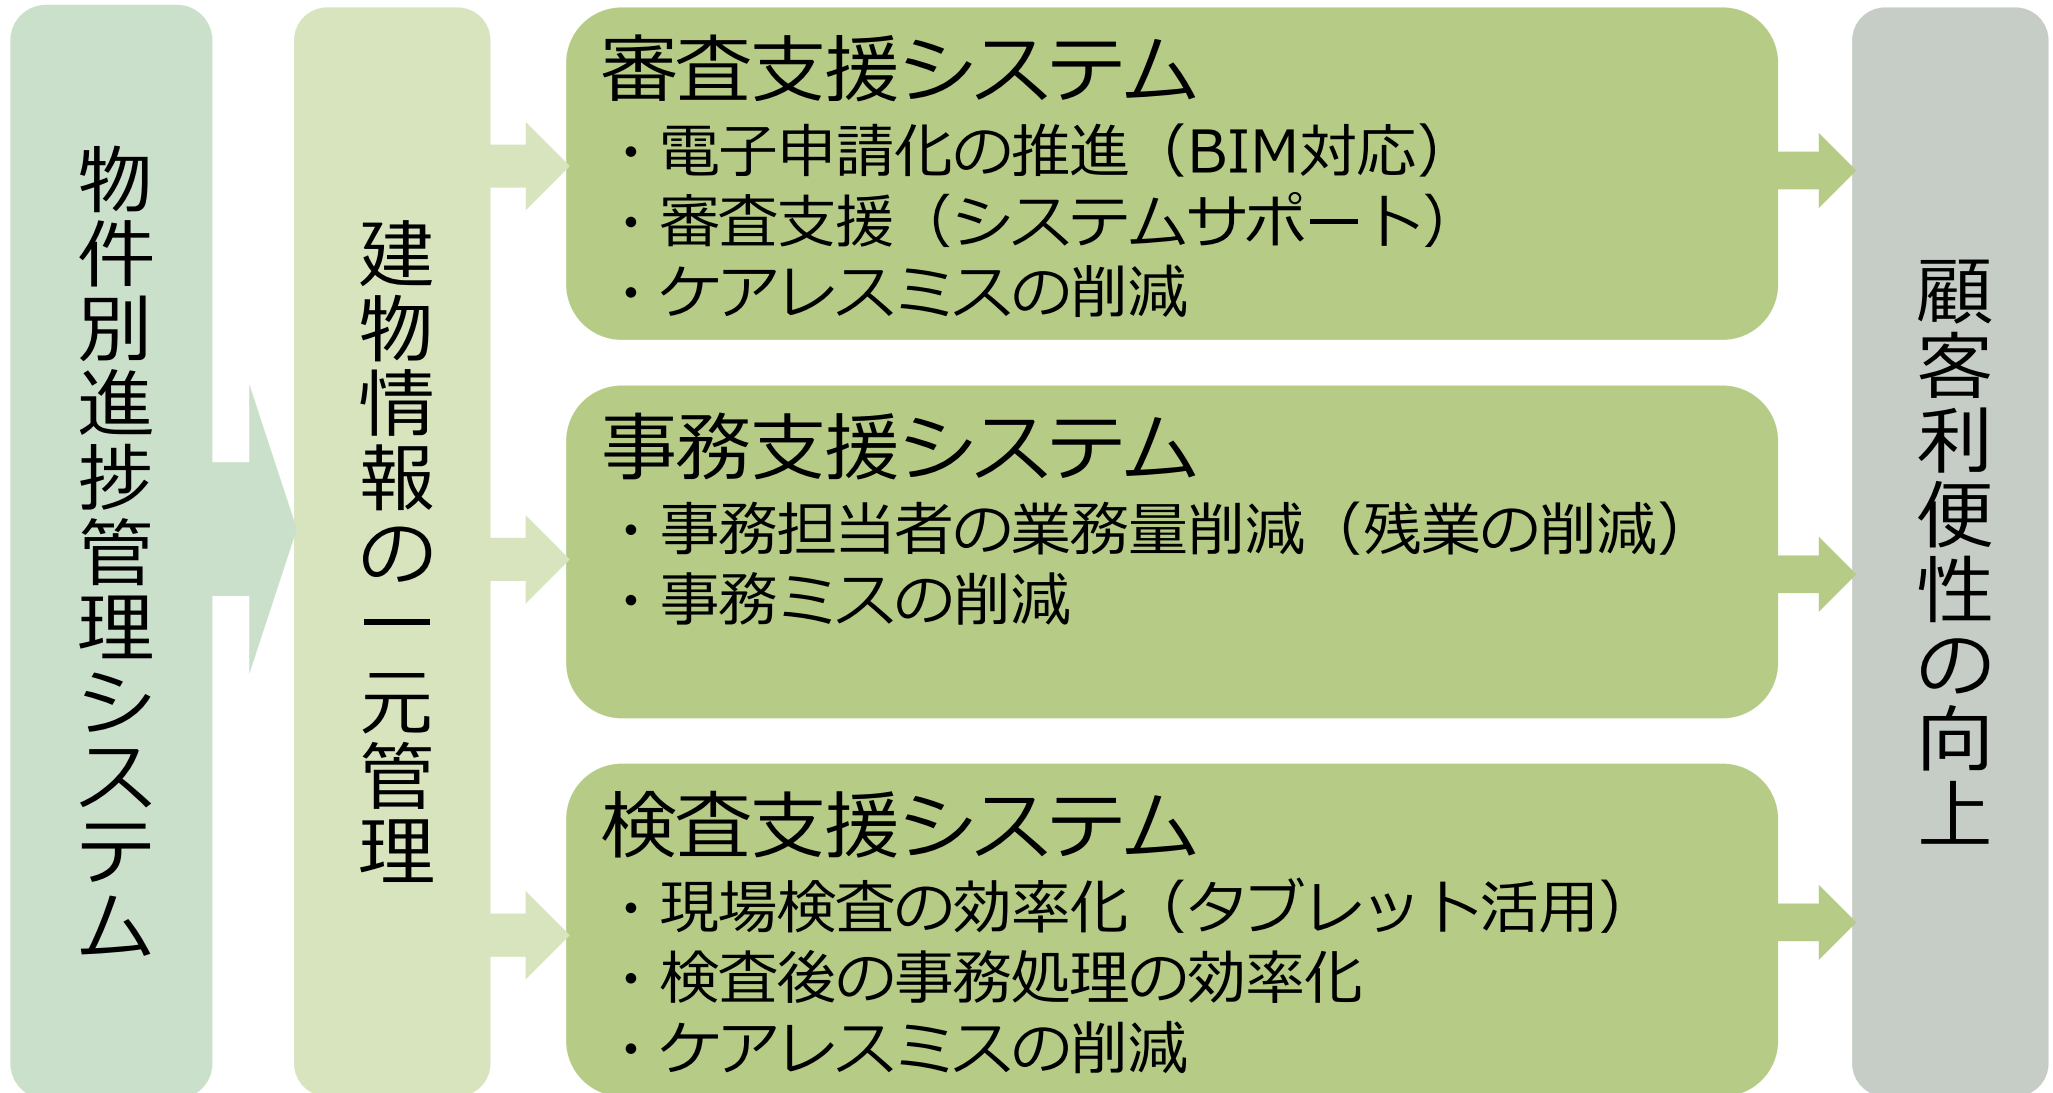 物件別進捗管理システム
建物情報の一元管理
審査支援システム
・電子申請化の推進（BIM対応）
・審査支援（システムサポート）
・ケアレスミスの削減
事務支援システム
・事務担当者の業務量削減（残業の削減）
・事務ミスの削減
検査支援システム
・現場検査の効率化（タブレット活用）
・検査後の事務処理の効率化
・ケアレスミスの削減
顧客利便性の向上